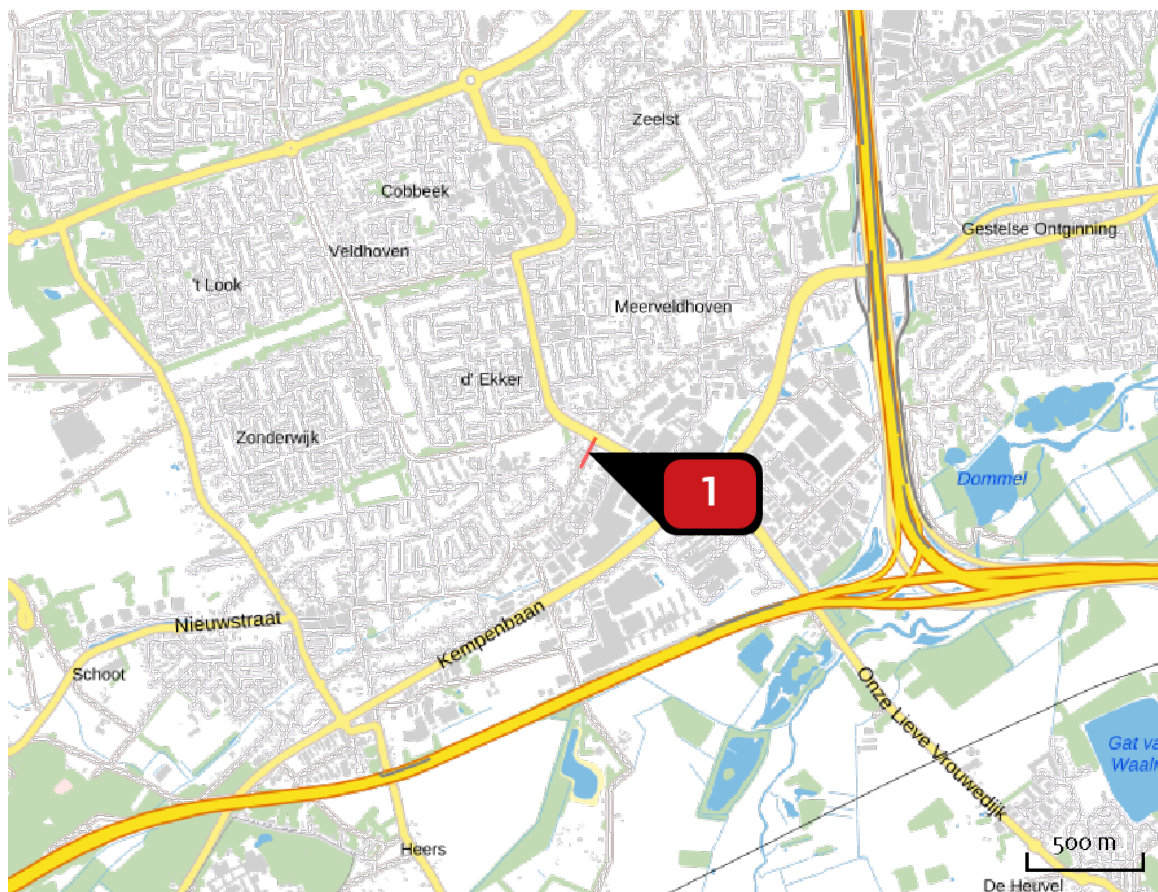 Zeelst
Cobbeek
Gestelse Ontginning
Veldhoven
't Look
Meerveldhoven
d' Ekker
Zonderwijk
Dommel
1
Nieuwstraat
Kempenbaan
Schoot
Onze Lieve Vrouwedijk
Gat va
Waalr
500 m
Heers
De Heuvel